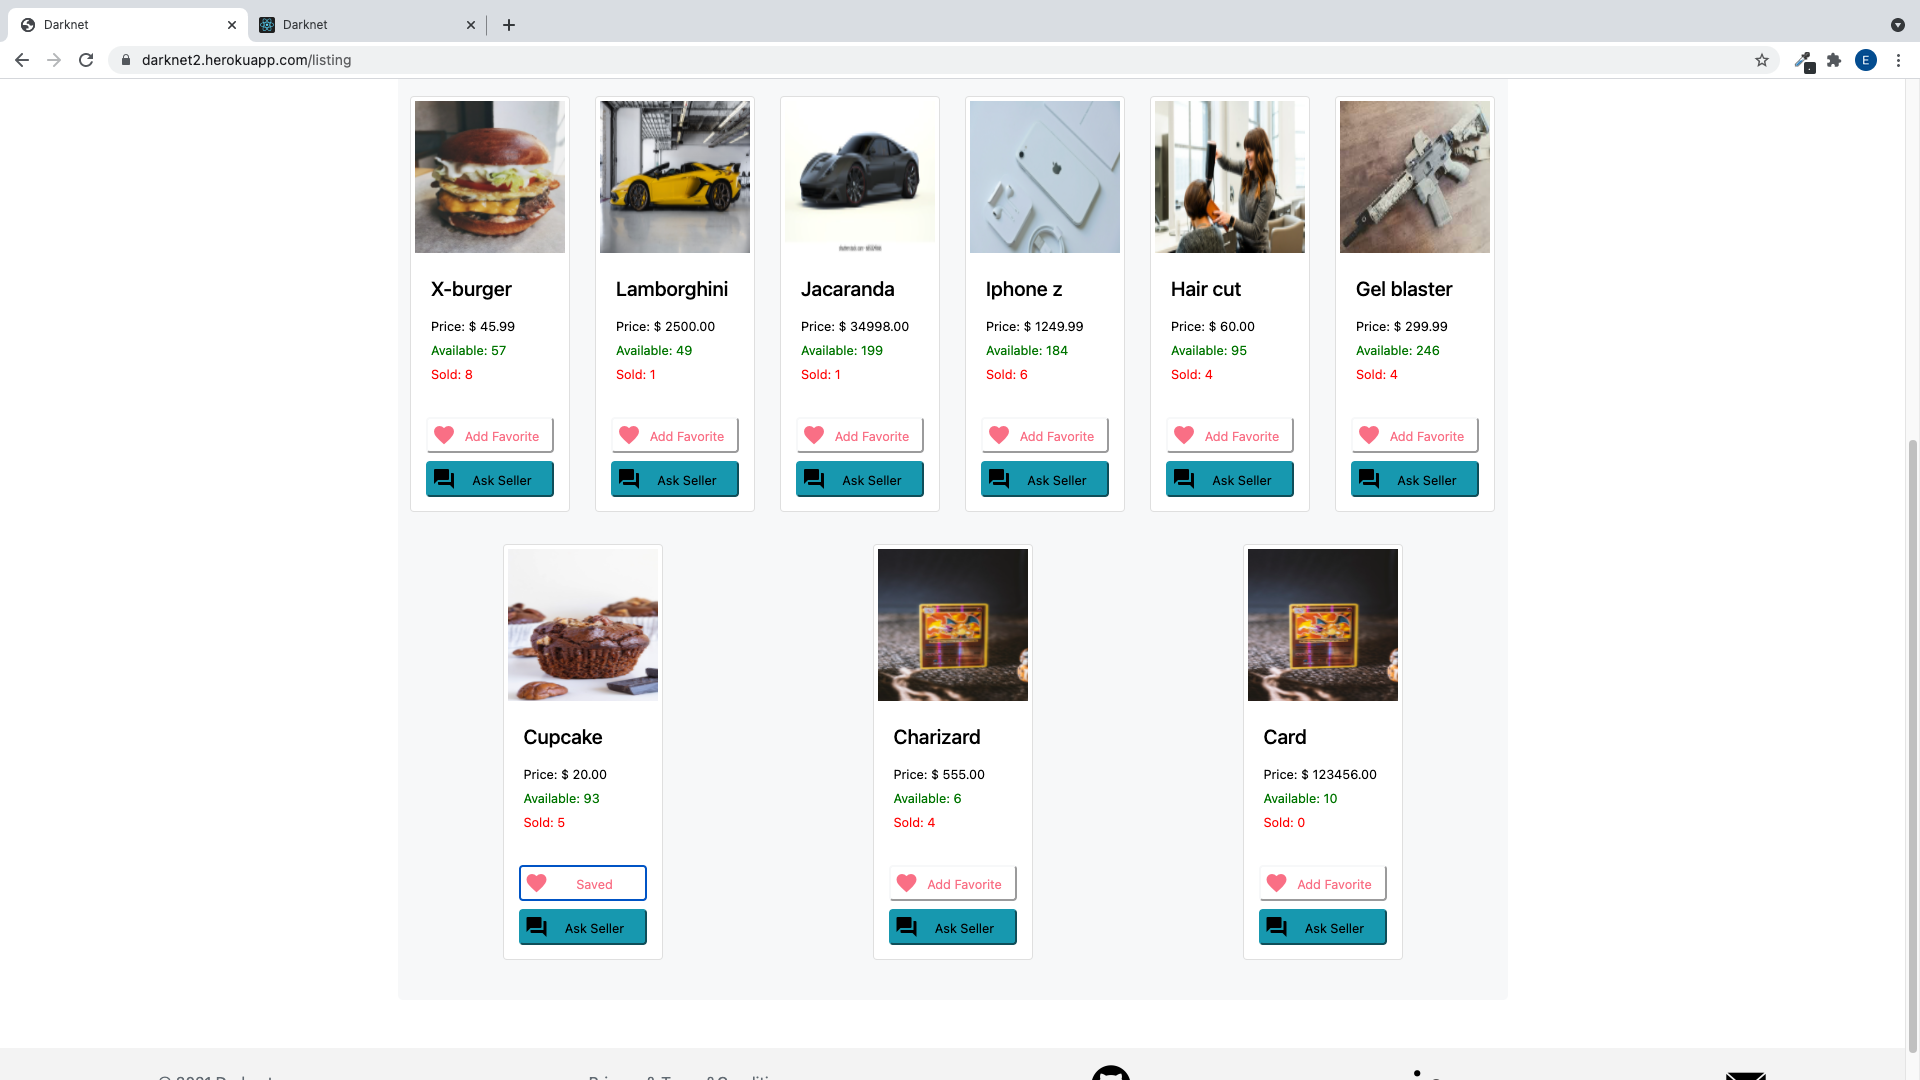 Darknet
Darknet
darknet2.herokuapp.com/listing
E
X-burger
Price: $ 45.99
Available: 57
Sold: 8
Add Favorite
Ask Seller
Lamborghini
Price: $ 2500.00
Available: 49
Sold: 1
Add Favorite
Ask Seller
Jacaranda
Price: $ 34998.00
Available: 199
Sold: 1
Add Favorite
Ask Seller
Iphone z
Price: $ 1249.99
Available: 184
Sold: 6
Add Favorite
Ask Seller
Hair cut
Price: $ 60.00
Available: 95
Sold: 4
Add Favorite
Ask Seller
Gel blaster
Price: $ 299.99
Available: 246
Sold: 4
Add Favorite
Ask Seller
Cupcake
Price: $ 20.00
Available: 93
Sold: 5
Saved
Ask Seller
Charizard
Price: $ 555.00
Available: 6
Sold: 4
Add Favorite
Ask Seller
Card
Price: $ 123456.00
Available: 10
Sold: 0
Add Favorite
Ask Seller